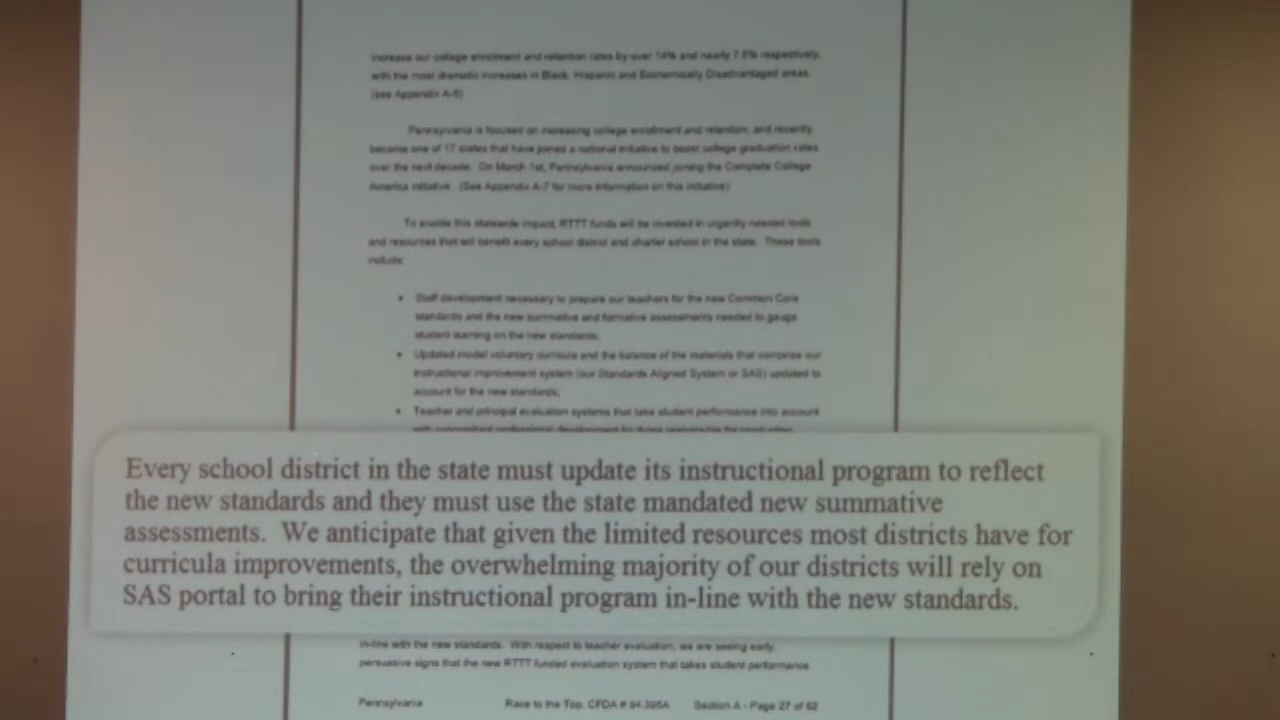 increase our college enrollment and retention rates by over 14% and nearly 7.5% respectively,
with the most dramatic increases in Black, Hispanic and Economically Disadvantaged areas.
(see Appendix A-6)
Pennsylvania is focused on increasing college enrollment and retention, and recently
became one of 17 states that have joined a national initiative to boost college graduation rates
over the next decade. On March 1st, Pennsylvania announced joining the Complete College
America initiative. (See Appendix A-7 for more information on this initiative)
To enable this statewide impact, RTTT funds will be invested in urgently needed tools
and resources that will benefit every school district and charter school in the state. These tools
include:
• Staff development necessary to prepare our teachers for the new Common Core
standards and the new summative and formative assessments needed to gauge
student learning on the new standards;
• Updated model voluntary curricula and the balance of the materials that comprise our
instructional improvement system (our Standards Aligned System or SAS) updated to
account for the new standards;
• Teacher and principal evaluation systems that take student performance into account
Every school district in the state must update its instructional program to reflect
the new standards and they must use the state mandated new summative
assessments. We anticipate that given the limited resources most districts have for
curricula improvements, the overwhelming majority of our districts will rely on
SAS portal to bring their instructional program in-line with the new standards.
in-line with the new standards. With respect to teacher evaluation, we are seeing early,
persuasive signs that the new RTTT funded evaluation system that takes student performance
Pennsylvania Race to the Top, CFDA # 84.395A Section A - Page 27 of 62